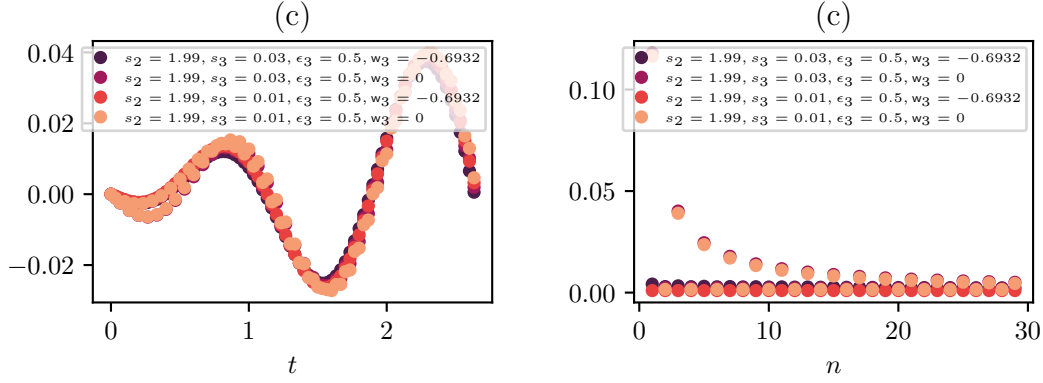 (c)
0.04
0.02
0.00
−0.02
s₂ = 1.99, s₃ = 0.03, ϵ₃ = 0.5, w₃ = −0.6932
s₂ = 1.99, s₃ = 0.03, ϵ₃ = 0.5, w₃ = 0
s₂ = 1.99, s₃ = 0.01, ϵ₃ = 0.5, w₃ = −0.6932
s₂ = 1.99, s₃ = 0.01, ϵ₃ = 0.5, w₃ = 0
0 1 2
t
(c)
0.10
0.05
0.00
s₂ = 1.99, s₃ = 0.03, ϵ₃ = 0.5, w₃ = −0.6932
s₂ = 1.99, s₃ = 0.03, ϵ₃ = 0.5, w₃ = 0
s₂ = 1.99, s₃ = 0.01, ϵ₃ = 0.5, w₃ = −0.6932
s₂ = 1.99, s₃ = 0.01, ϵ₃ = 0.5, w₃ = 0
0 10 20 30
n